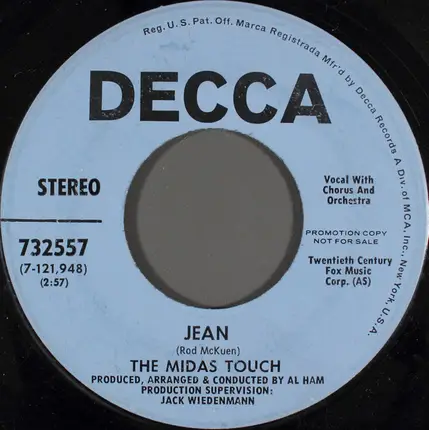 Reg. U.S. Pat. Off. Marca Registrada Mfr'd by Decca Records A Div. of MCA, Inc., New York, U.S.A.
DECCA
STEREO
732557
(7-121,948)
(2:57)
Vocal With
Chorus And
Orchestra
PROMOTION COPY
NOT FOR SALE
Twentieth Century
Fox Music
Corp. (AS)
JEAN
(Rod McKuen)
THE MIDAS TOUCH
PRODUCED, ARRANGED & CONDUCTED BY AL HAM
PRODUCTION SUPERVISION:
JACK WIEDENMANN